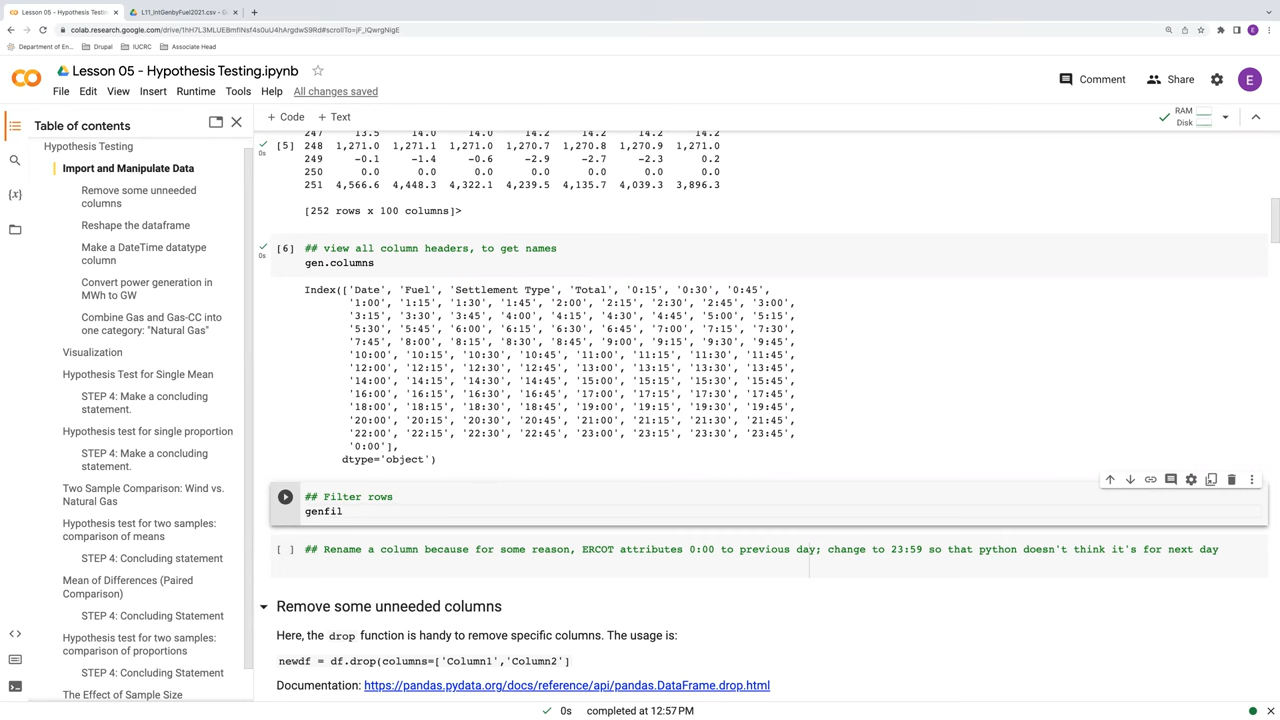 Lesson 05 - Hypothesis Testing.
L11_IntGenbyFuel2021.csv - G
colab.research.google.com/drive/1hH7L3MLUEBmflNsf4s0uU4hArgdwS9Rd#scrollTo=jF_lQwrgNigE
Department of En... Drupal IUCRC Associate Head
Lesson 05 - Hypothesis Testing.ipynb
File Edit View Insert Runtime Tools Help All changes saved
Comment Share E
+ Code + Text
RAM
Disk
Table of contents
Hypothesis Testing
Import and Manipulate Data
Remove some unneeded
columns
Reshape the dataframe
Make a DateTime datatype
column
Convert power generation in
MWh to GW
Combine Gas and Gas-CC into
one category: "Natural Gas"
Visualization
Hypothesis Test for Single Mean
STEP 4: Make a concluding
statement.
Hypothesis test for single proportion
STEP 4: Make a concluding
statement.
Two Sample Comparison: Wind vs.
Natural Gas
Hypothesis test for two samples:
comparison of means
STEP 4: Concluding statement
Mean of Differences (Paired
Comparison)
STEP 4: Concluding Statement
Hypothesis test for two samples:
comparison of proportions
STEP 4: Concluding Statement
The Effect of Sample Size
247 13.5 14.0 14.0 14.2 14.2 14.2 14.2
[5] 248 1,271.0 1,271.1 1,271.0 1,270.7 1,270.8 1,270.9 1,271.0
0s
249 -0.1 -1.4 -0.6 -2.9 -2.7 -2.3 0.2
250 0.0 0.0 0.0 0.0 0.0 0.0 0.0
251 4,566.6 4,448.3 4,322.1 4,239.5 4,135.7 4,039.3 3,896.3
[252 rows x 100 columns]>
[6] ## view all column headers, to get names
0s
gen.columns
Index(['Date', 'Fuel', 'Settlement Type', 'Total', '0:15', '0:30', '0:45',
'1:00', '1:15', '1:30', '1:45', '2:00', '2:15', '2:30', '2:45', '3:00',
'3:15', '3:30', '3:45', '4:00', '4:15', '4:30', '4:45', '5:00', '5:15',
'5:30', '5:45', '6:00', '6:15', '6:30', '6:45', '7:00', '7:15', '7:30',
'7:45', '8:00', '8:15', '8:30', '8:45', '9:00', '9:15', '9:30', '9:45',
'10:00', '10:15', '10:30', '10:45', '11:00', '11:15', '11:30', '11:45',
'12:00', '12:15', '12:30', '12:45', '13:00', '13:15', '13:30', '13:45',
'14:00', '14:15', '14:30', '14:45', '15:00', '15:15', '15:30', '15:45',
'16:00', '16:15', '16:30', '16:45', '17:00', '17:15', '17:30', '17:45',
'18:00', '18:15', '18:30', '18:45', '19:00', '19:15', '19:30', '19:45',
'20:00', '20:15', '20:30', '20:45', '21:00', '21:15', '21:30', '21:45',
'22:00', '22:15', '22:30', '22:45', '23:00', '23:15', '23:30', '23:45',
'0:00'],
dtype='object')
## Filter rows
genfil
[ ] ## Rename a column because for some reason, ERCOT attributes 0:00 to previous day; change to 23:59 so that python doesn't think it's for next day
Remove some unneeded columns
Here, the drop function is handy to remove specific columns. The usage is:
newdf = df.drop(columns=['Column1','Column2']
Documentation: https://pandas.pydata.org/docs/reference/api/pandas.DataFrame.drop.html
0s completed at 12:57 PM